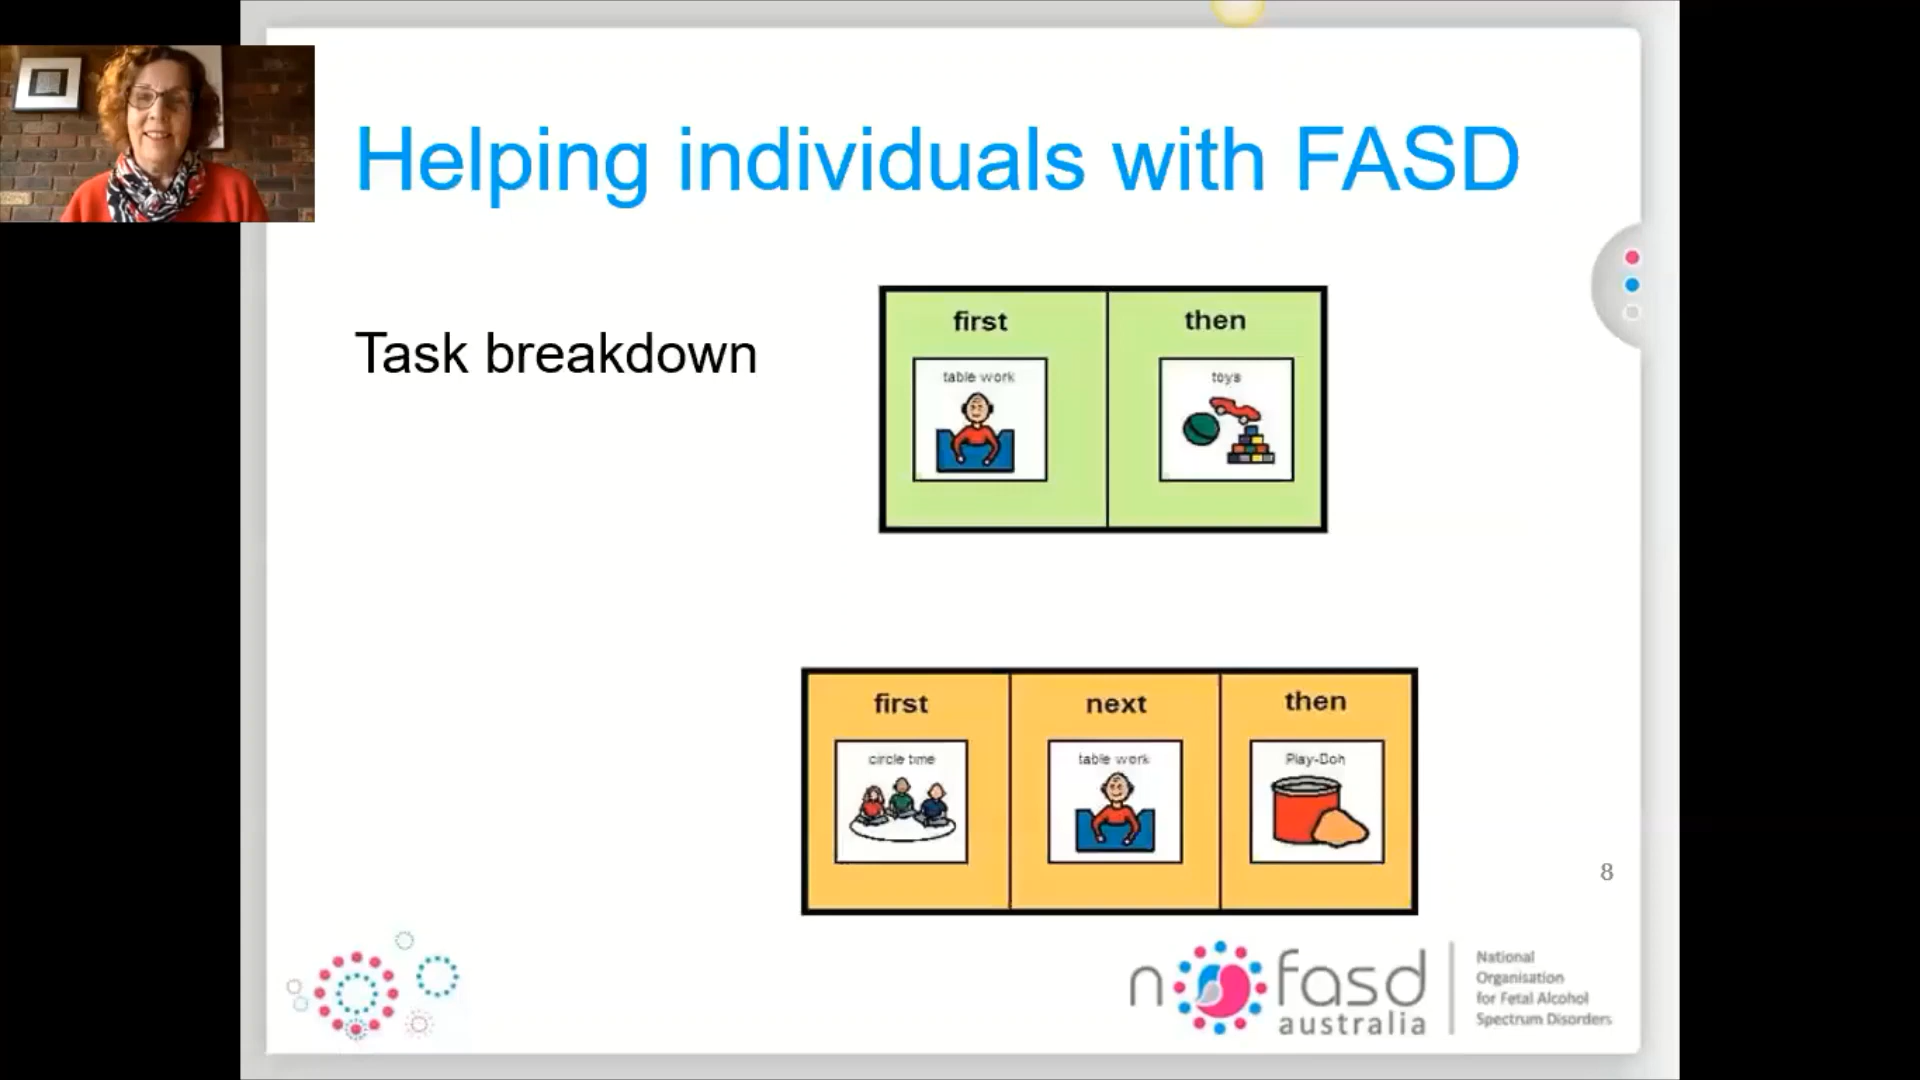 Helping individuals with FASD
Task breakdown
first
then
table work
toys
first
next
then
circle time
table work
Play-Doh
8
nofasd
australia
National
Organisation
for Fetal Alcohol
Spectrum Disorders